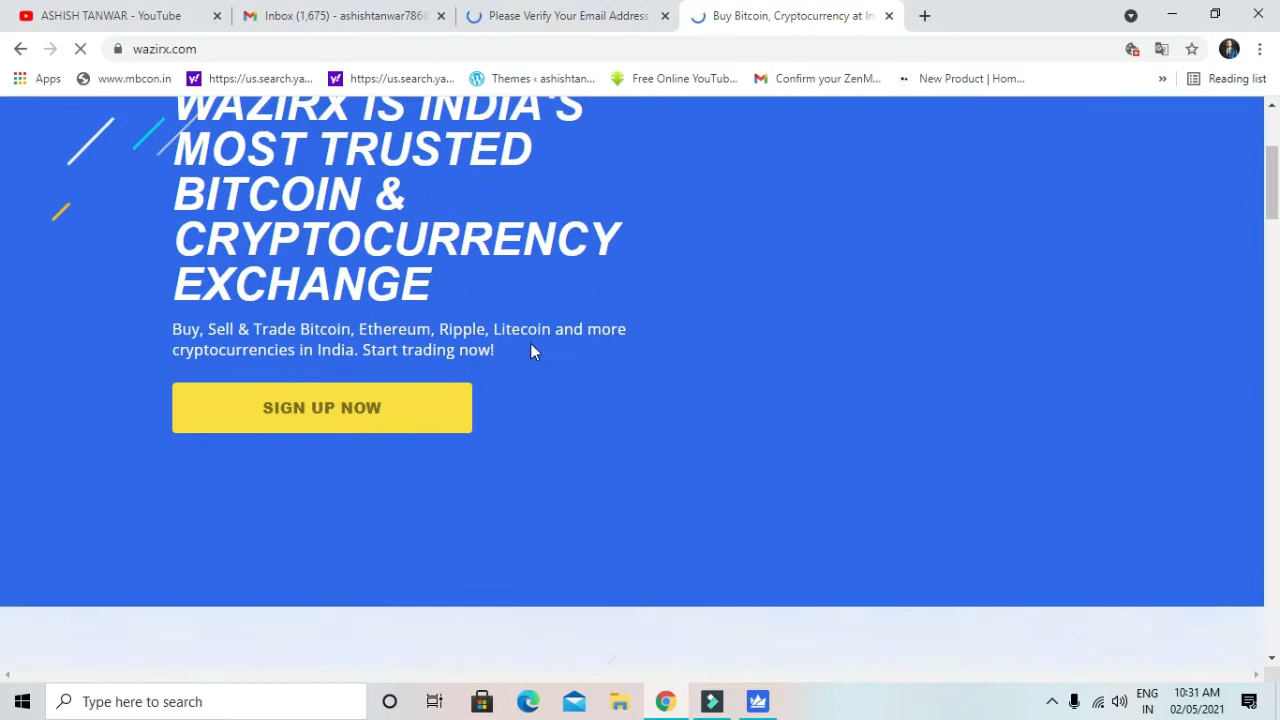 ASHISH TANWAR - YouTube
Inbox (1,675) - ashishtanwar786
Please Verify Your Email Address
Buy Bitcoin, Cryptocurrency at In
wazirx.com
Apps
www.mbcon.in
https://us.search.ya...
https://us.search.ya...
Themes ‹ ashishtan...
Free Online YouTub...
Confirm your ZenM...
New Product | Hom...
»
Reading list
WAZIRX IS INDIA'S
MOST TRUSTED
BITCOIN &
CRYPTOCURRENCY
EXCHANGE
Buy, Sell & Trade Bitcoin, Ethereum, Ripple, Litecoin and more
cryptocurrencies in India. Start trading now!
SIGN UP NOW
Type here to search
ENG
IN
10:31 AM
02/05/2021